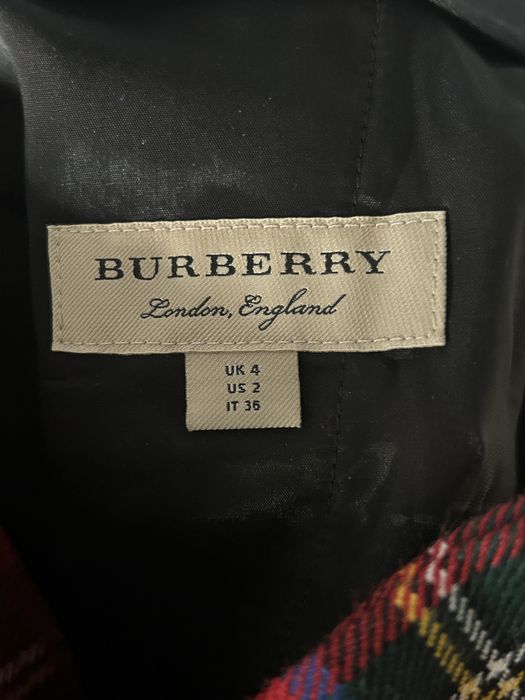 BURBERRY
London, England
UK 4
US 2
IT 36